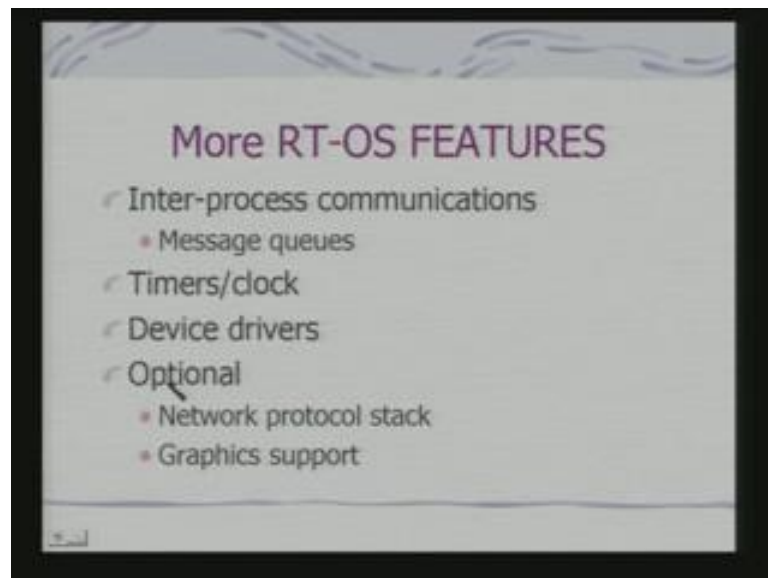 More RT-OS FEATURES
Inter-process communications
Message queues
Timers/clock
Device drivers
Optional
Network protocol stack
Graphics support